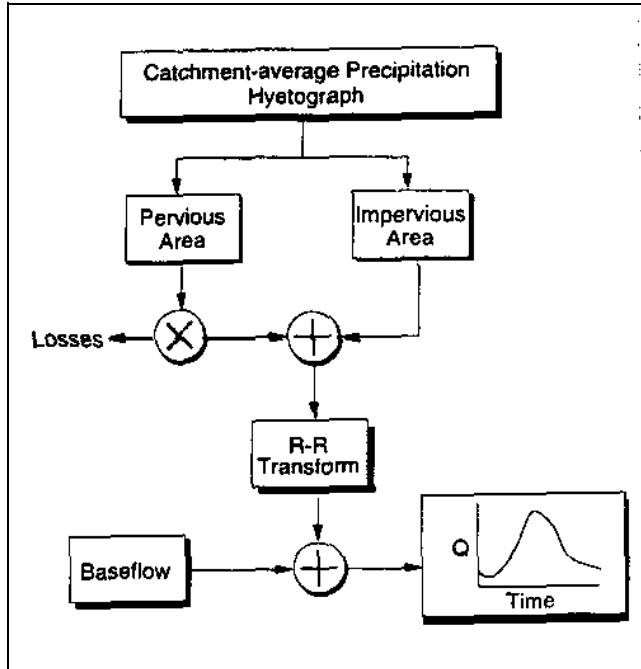 Catchment-average Precipitation
Hyetograph
Pervious
Area
Impervious
Area
Losses
R-R
Transform
Baseflow
Q
Time